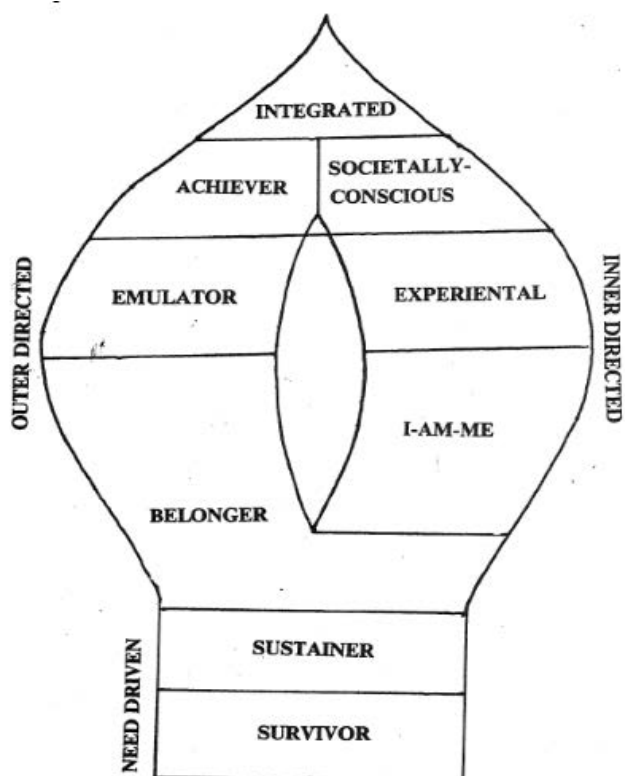 INTEGRATED
ACHIEVER
SOCIETALLY-
CONSCIOUS
EMULATOR
EXPERIENTAL
OUTER DIRECTED
INNER DIRECTED
I-AM-ME
BELONGER
NEED DRIVEN
SUSTAINER
SURVIVOR